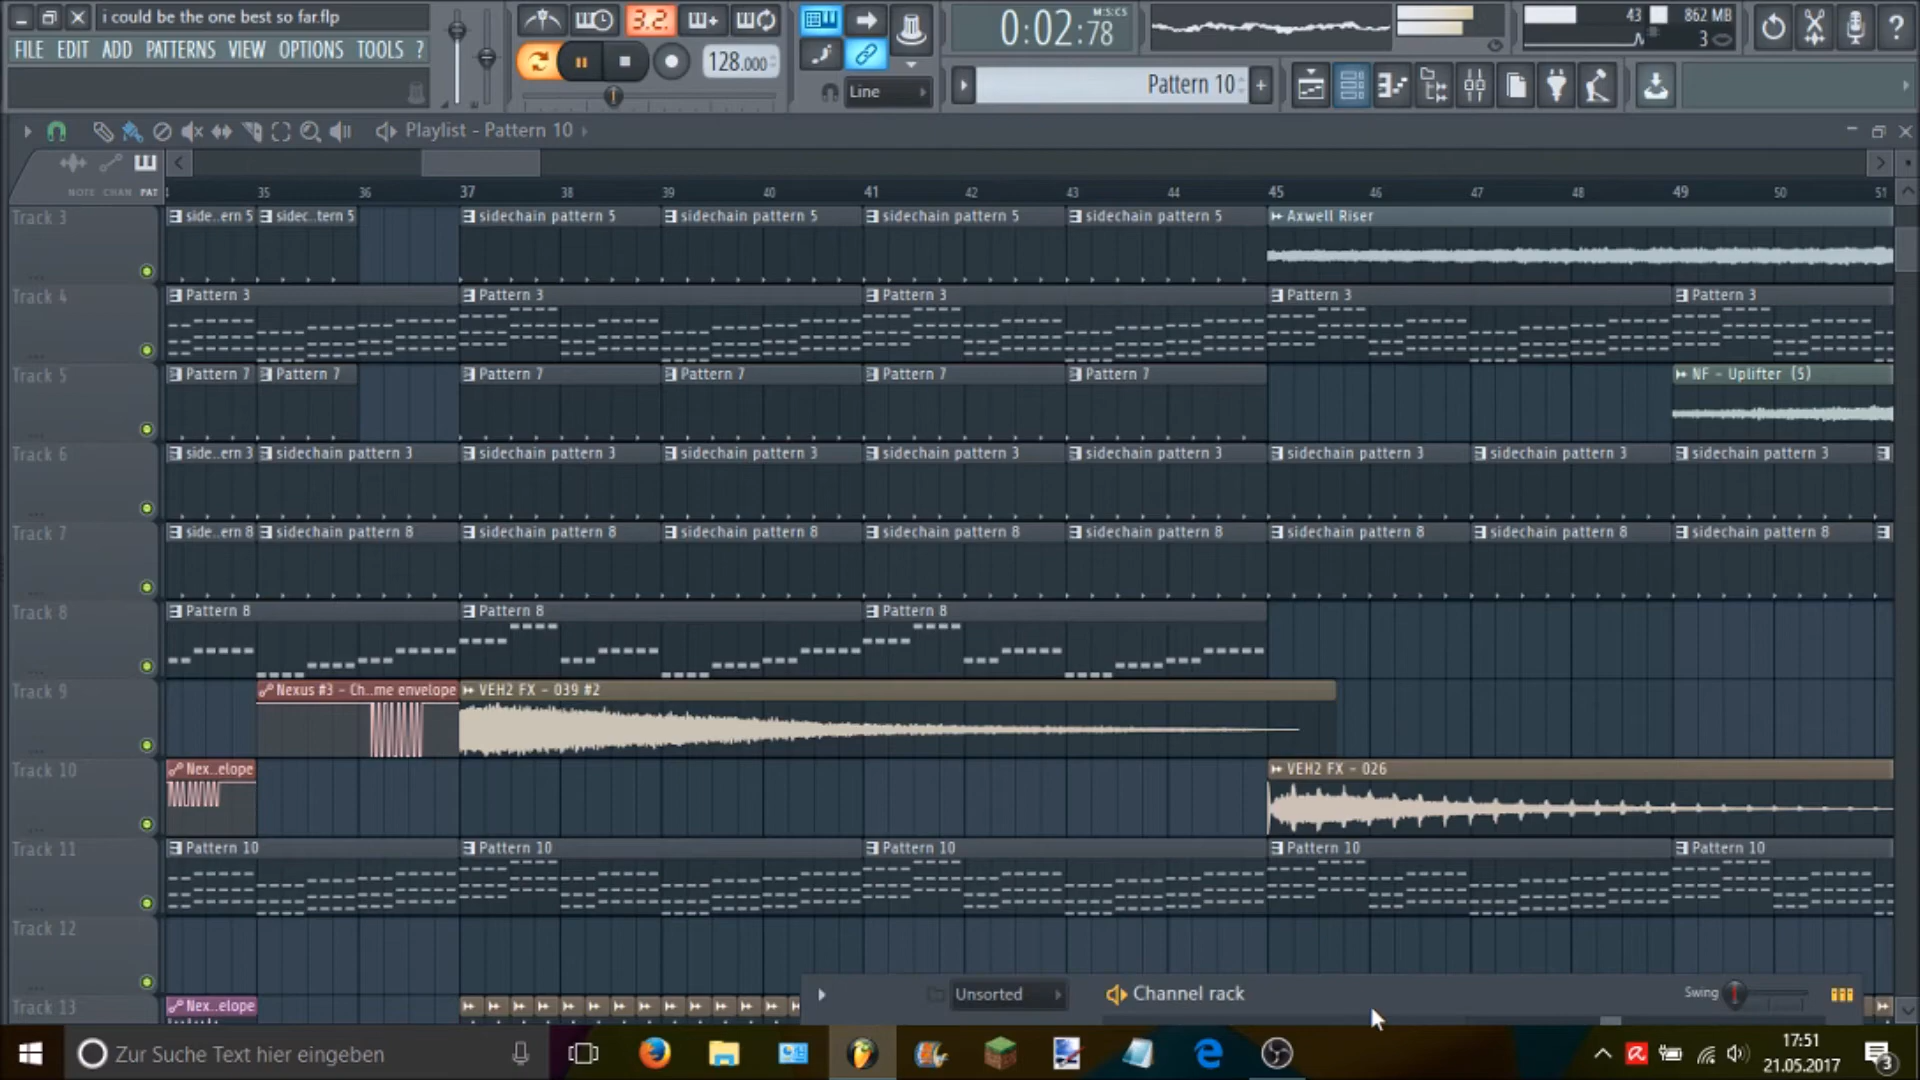 i could be the one best so far.flp
FILE EDIT ADD PATTERNS VIEW OPTIONS TOOLS ?
3.2.
128.000
Line
0:02:78
M:S:CS
Pattern 10
43
862 MB
3
Playlist - Pattern 10
NOTE CHAN PAT
35 36 37 38 39 40 41 42 43 44 45 46 47 48 49 50 51
Track 3
side..ern 5 sidec..tern 5 sidechain pattern 5 sidechain pattern 5 sidechain pattern 5 sidechain pattern 5 Axwell Riser
Track 4
Pattern 3 Pattern 3 Pattern 3 Pattern 3 Pattern 3
Track 5
Pattern 7 Pattern 7 Pattern 7 Pattern 7 Pattern 7 Pattern 7 NF - Uplifter (5)
Track 6
side..ern 3 sidechain pattern 3 sidechain pattern 3 sidechain pattern 3 sidechain pattern 3 sidechain pattern 3 sidechain pattern 3 sidechain pattern 3 sidechain pattern 3
Track 7
side..ern 8 sidechain pattern 8 sidechain pattern 8 sidechain pattern 8 sidechain pattern 8 sidechain pattern 8 sidechain pattern 8 sidechain pattern 8 sidechain pattern 8
Track 8
Pattern 8 Pattern 8 Pattern 8
Track 9
Nexus #3 - Ch...me envelope VEH2 FX - 039 #2
Track 10
Nex..elope VEH2 FX - 026
Track 11
Pattern 10 Pattern 10 Pattern 10 Pattern 10 Pattern 10
Track 12
Track 13
Nex..elope
Unsorted
Channel rack
Swing
Zur Suche Text hier eingeben
17:51
21.05.2017
3